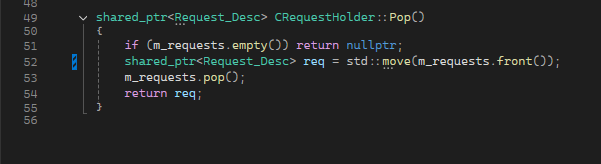 48
49 shared_ptr<Request_Desc> CRequestHolder::Pop()
50 {
51 if (m_requests.empty()) return nullptr;
52 shared_ptr<Request_Desc> req = std::move(m_requests.front());
53 m_requests.pop();
54 return req;
55 }
56